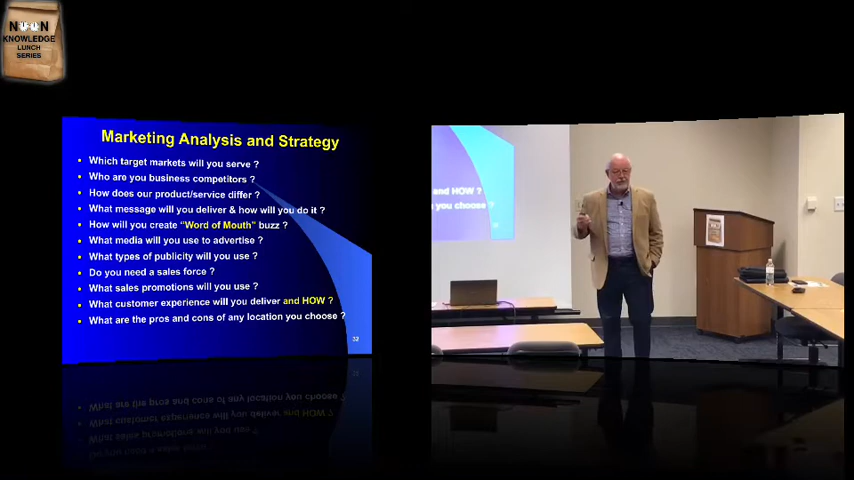 NOON
KNOWLEDGE
LUNCH
SERIES
Marketing Analysis and Strategy
Which target markets will you serve ?
Who are you business competitors ?
How does our product/service differ ?
What message will you deliver & how will you do it ?
How will you create "Word of Mouth" buzz ?
What media will you use to advertise ?
What types of publicity will you use ?
Do you need a sales force ?
What sales promotions will you use ?
What customer experience will you deliver and HOW ?
What are the pros and cons of any location you choose ?
32
and HOW ?
you choose ?